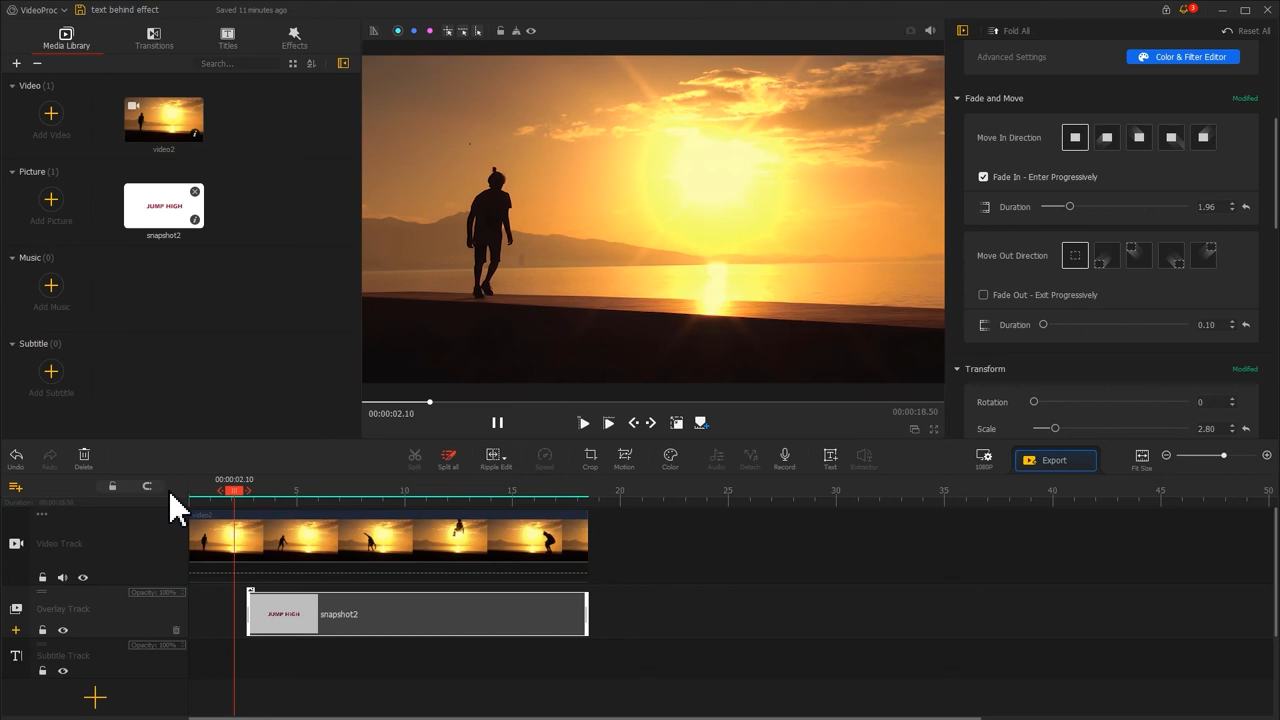 VideoProc text behind effect Saved 11 minutes ago 3
Media Library Transitions Titles Effects
Search...
Video (1)
Add Video video2
Picture (1)
JUMP HIGH
Add Picture snapshot2
Music (0)
Add Music
Subtitle (0)
Add Subtitle
00:00:02.10 00:00:18.50
Fold All Reset All
Advanced Settings Color & Filter Editor
Fade and Move Modified
Move In Direction
Fade In - Enter Progressively
Duration 1.96
Move Out Direction
Fade Out - Exit Progressively
Duration 0.10
Transform Modified
Rotation 0
Scale 2.80
Undo Redo Delete Split Split all Ripple Edit Speed Crop Motion Color Audio Detach Record Text Extractor 1080P Export Fit Size
00:00:02.10
5 10 15 20 25 30 35 40 45 50
video2
Video Track
Opacity: 100%
Overlay Track JUMP HIGH snapshot2
Opacity: 100%
Subtitle Track